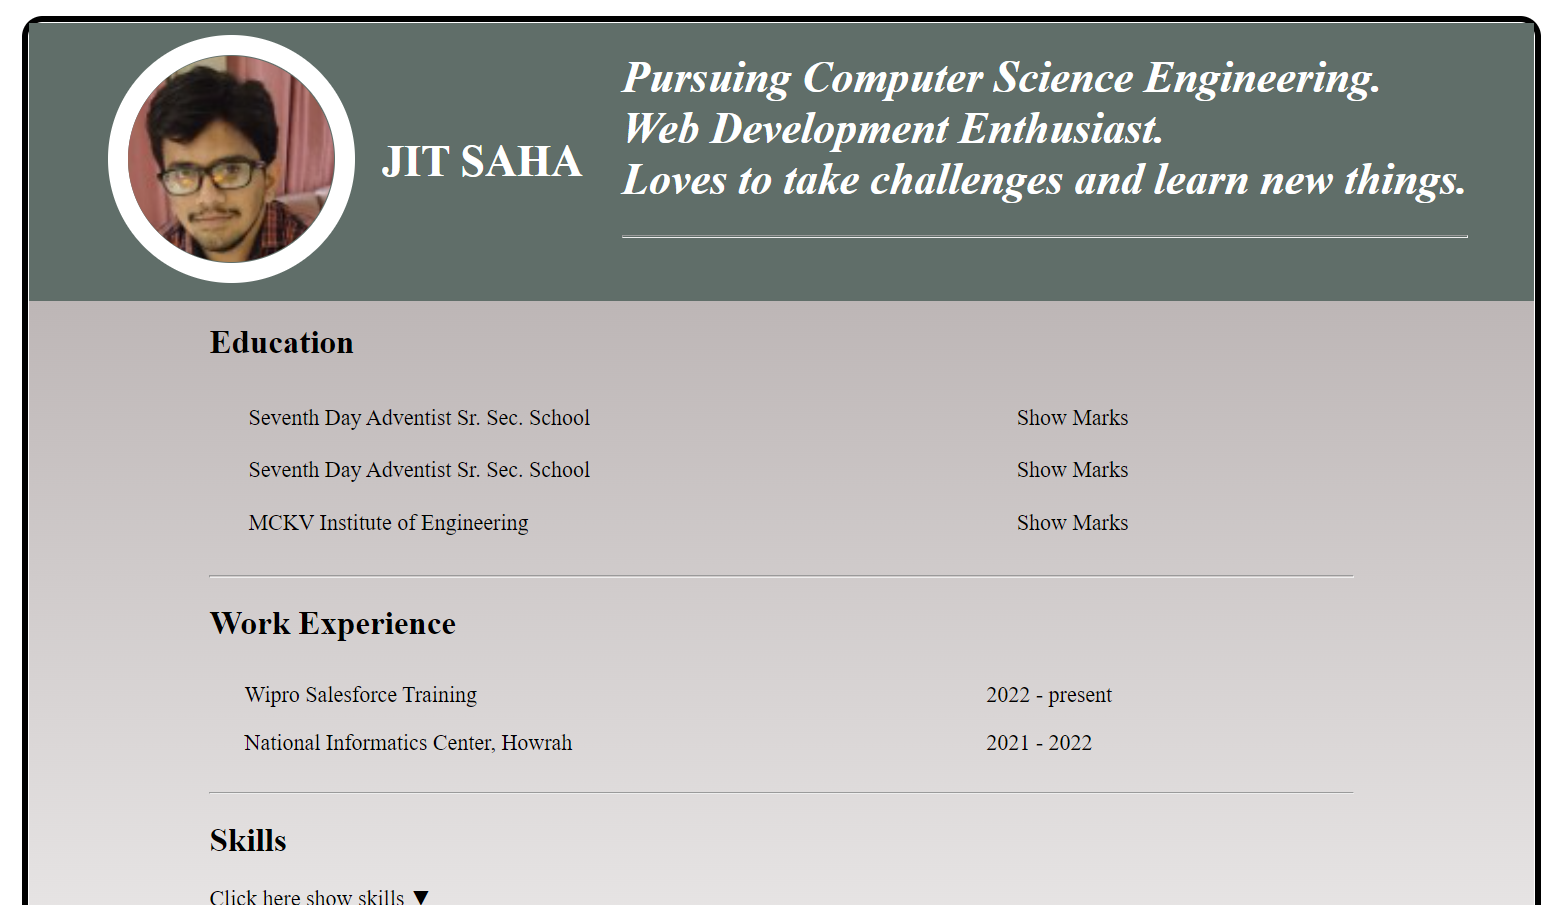 JIT SAHA
Pursuing Computer Science Engineering.
Web Development Enthusiast.
Loves to take challenges and learn new things.
Education
Seventh Day Adventist Sr. Sec. School Show Marks
Seventh Day Adventist Sr. Sec. School Show Marks
MCKV Institute of Engineering Show Marks
Work Experience
Wipro Salesforce Training 2022 - present
National Informatics Center, Howrah 2021 - 2022
Skills
Click here show skills ▼